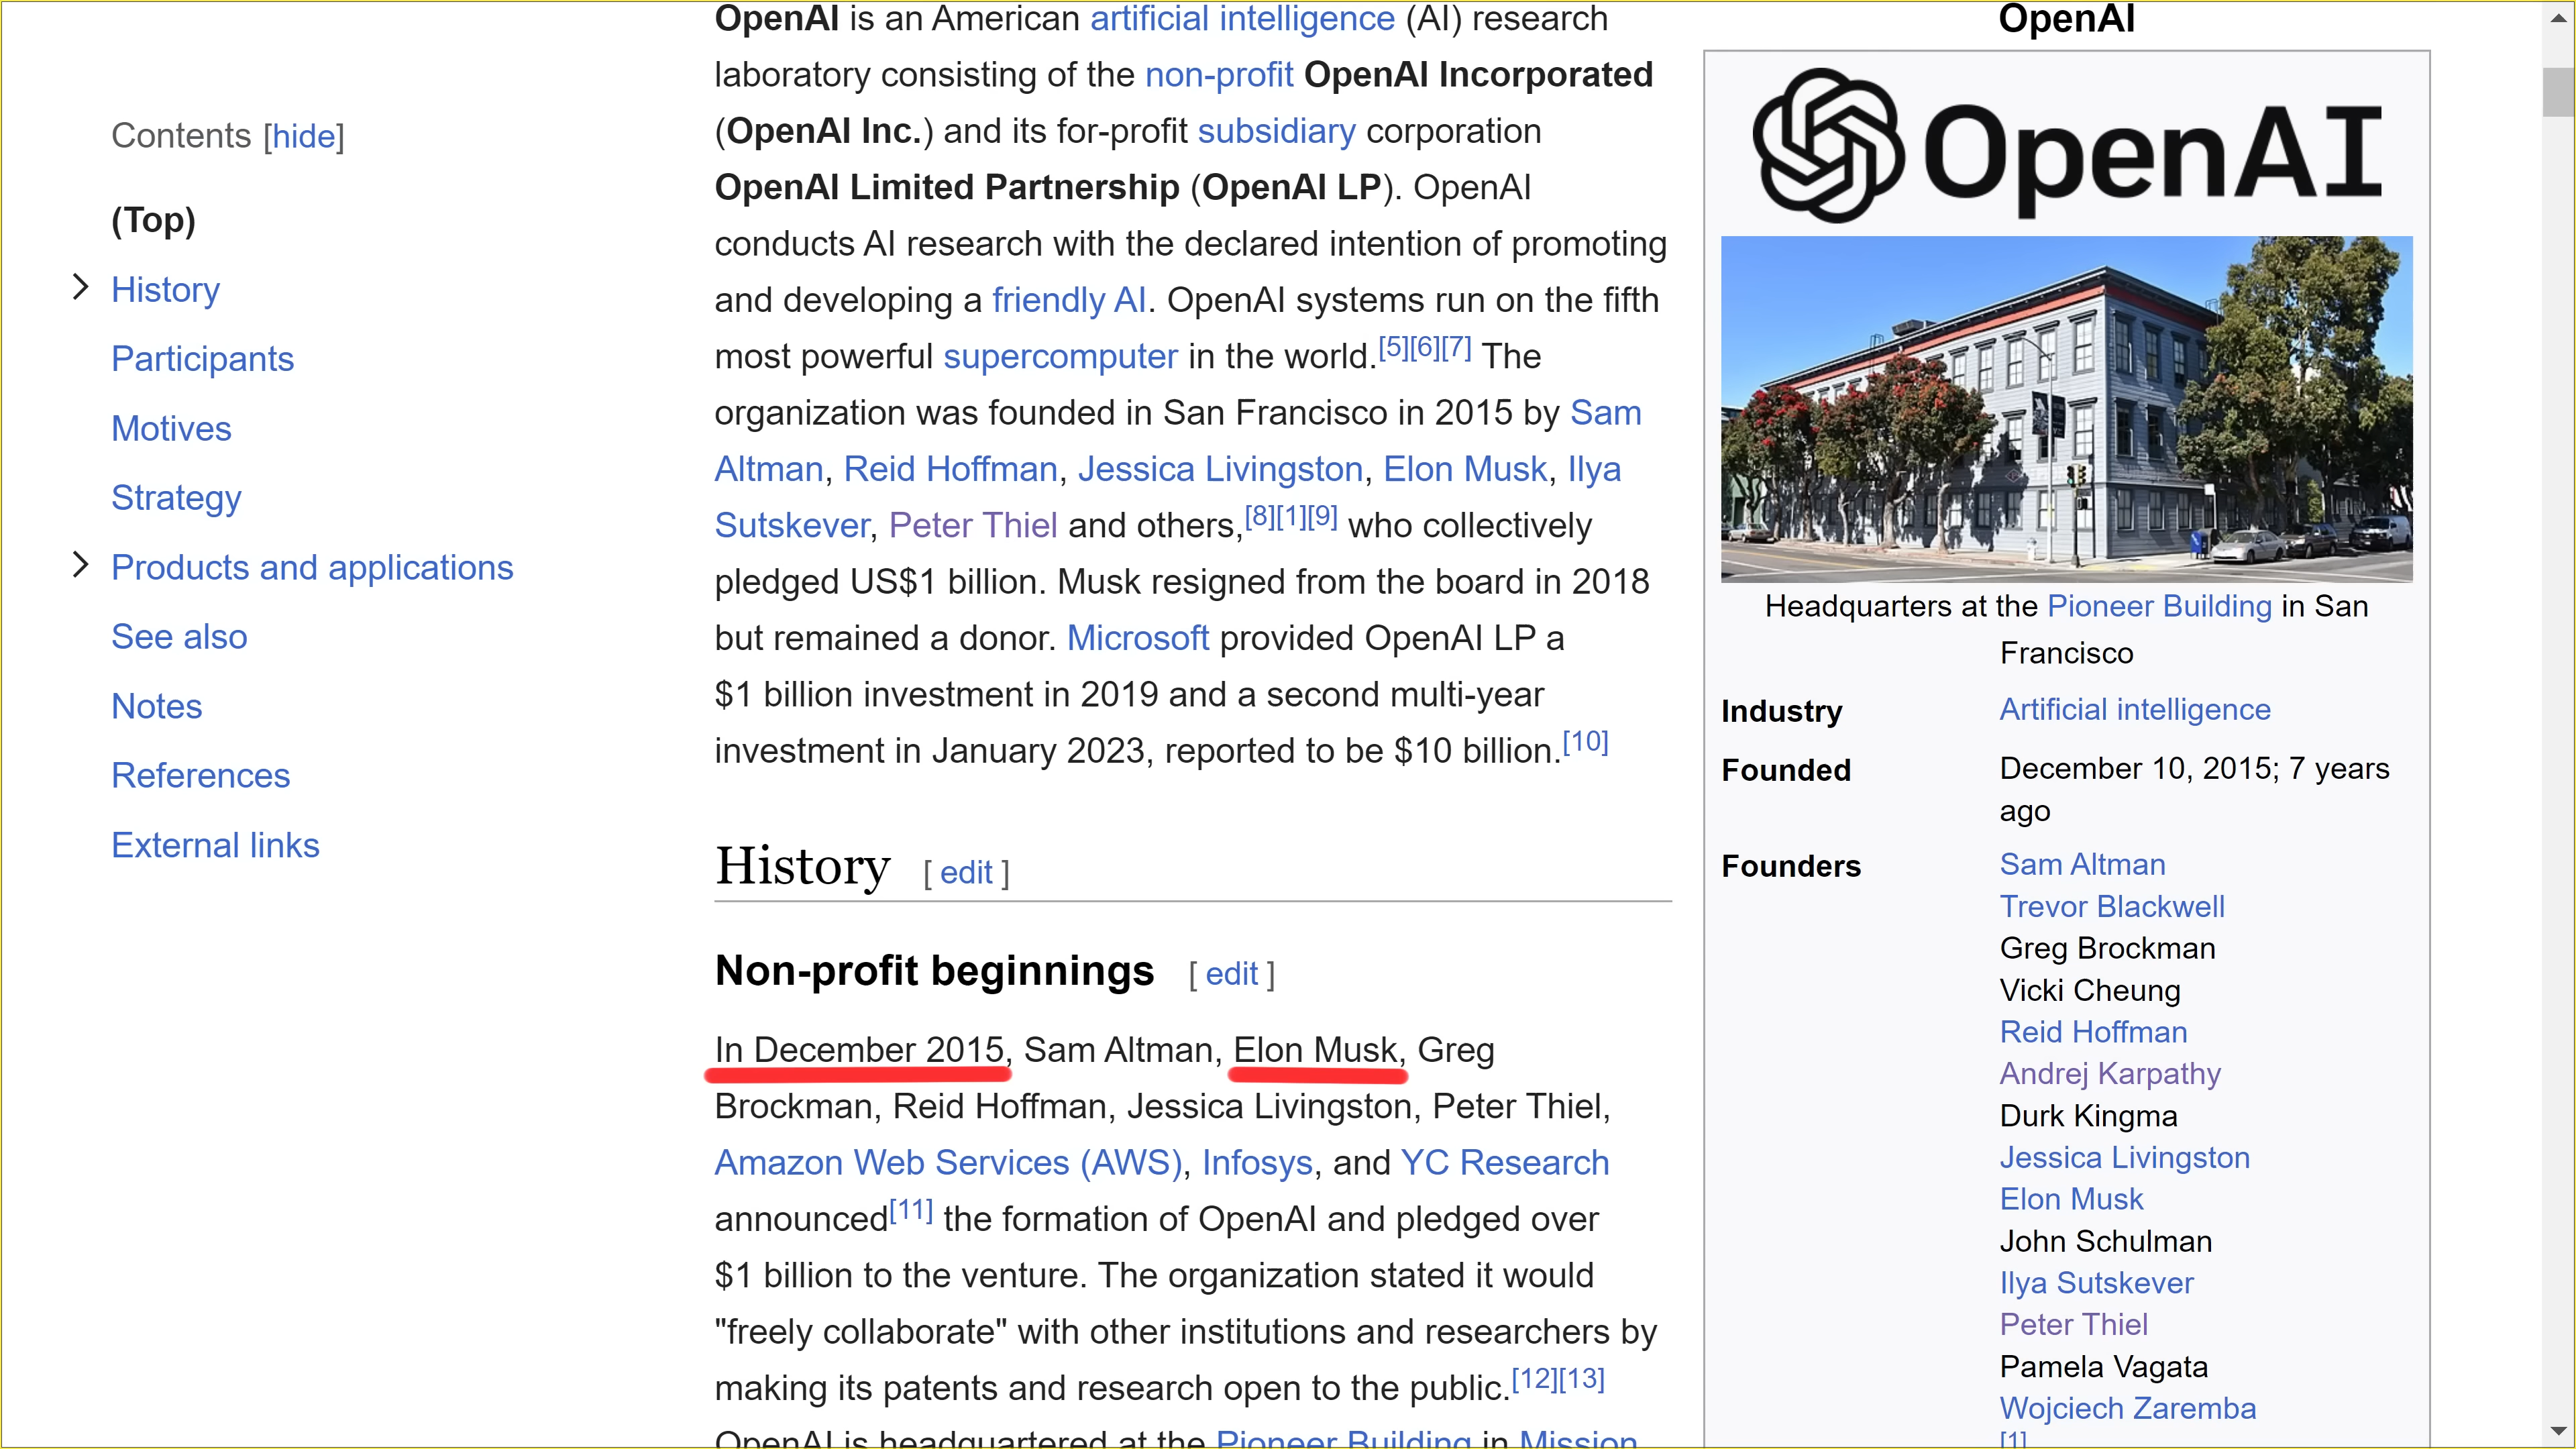 Contents [hide]
(Top)
History
Participants
Motives
Strategy
Products and applications
See also
Notes
References
External links
OpenAI is an American artificial intelligence (AI) research
laboratory consisting of the non-profit OpenAI Incorporated
(OpenAI Inc.) and its for-profit subsidiary corporation
OpenAI Limited Partnership (OpenAI LP). OpenAI
conducts AI research with the declared intention of promoting
and developing a friendly AI. OpenAI systems run on the fifth
most powerful supercomputer in the world.[5][6][7] The
organization was founded in San Francisco in 2015 by Sam
Altman, Reid Hoffman, Jessica Livingston, Elon Musk, Ilya
Sutskever, Peter Thiel and others,[8][1][9] who collectively
pledged US$1 billion. Musk resigned from the board in 2018
but remained a donor. Microsoft provided OpenAI LP a
$1 billion investment in 2019 and a second multi-year
investment in January 2023, reported to be $10 billion.[10]
History [ edit ]
Non-profit beginnings [ edit ]
In December 2015, Sam Altman, Elon Musk, Greg
Brockman, Reid Hoffman, Jessica Livingston, Peter Thiel,
Amazon Web Services (AWS), Infosys, and YC Research
announced[11] the formation of OpenAI and pledged over
$1 billion to the venture. The organization stated it would
"freely collaborate" with other institutions and researchers by
making its patents and research open to the public.[12][13]
OpenAI is headquartered at the Pioneer Building in Mission
OpenAI
OpenAI
Headquarters at the Pioneer Building in San
Francisco
Industry Artificial intelligence
Founded December 10, 2015; 7 years
ago
Founders Sam Altman
Trevor Blackwell
Greg Brockman
Vicki Cheung
Reid Hoffman
Andrej Karpathy
Durk Kingma
Jessica Livingston
Elon Musk
John Schulman
Ilya Sutskever
Peter Thiel
Pamela Vagata
Wojciech Zaremba
[1]